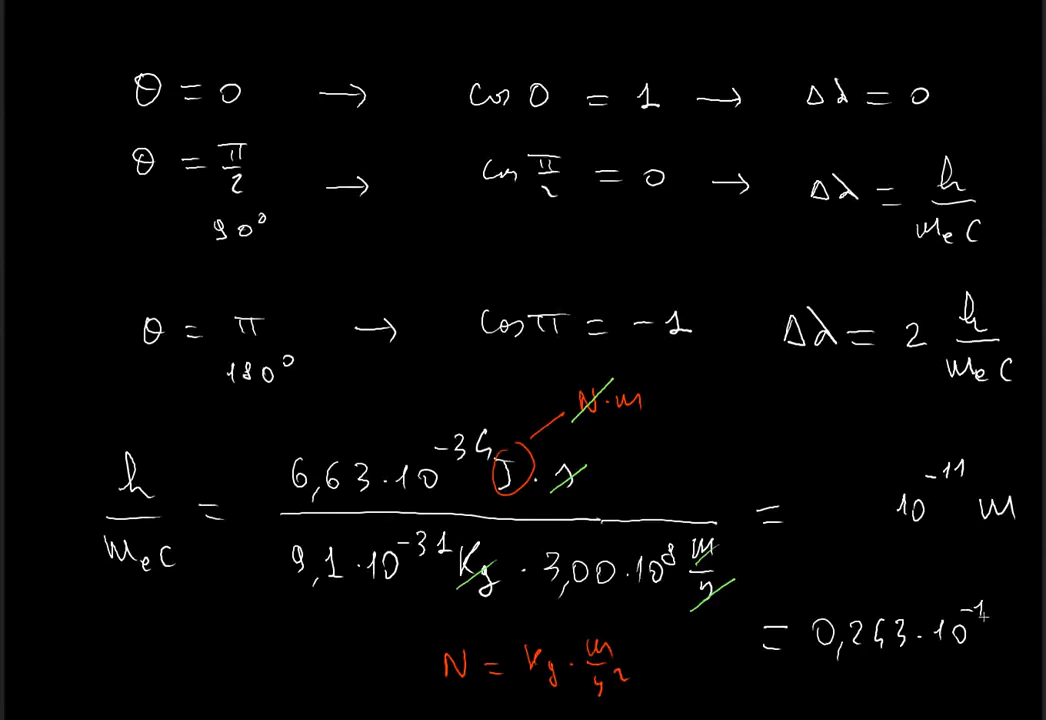 θ = 0 → cos 0 = 1 → Δλ = 0
θ = π/2 → cos π/2 = 0 → Δλ = h/(mₑc)
90°
θ = π → cos π = -1 Δλ = 2 h/(mₑc)
180°
N·m
h/(mₑc) = (6,63·10⁻³⁴ J·s)/(9,1·10⁻³¹ Kg · 3,00·10⁸ m/s) = 10⁻¹¹ m
= 0,243·10⁻¹
N = Kg · m/s²